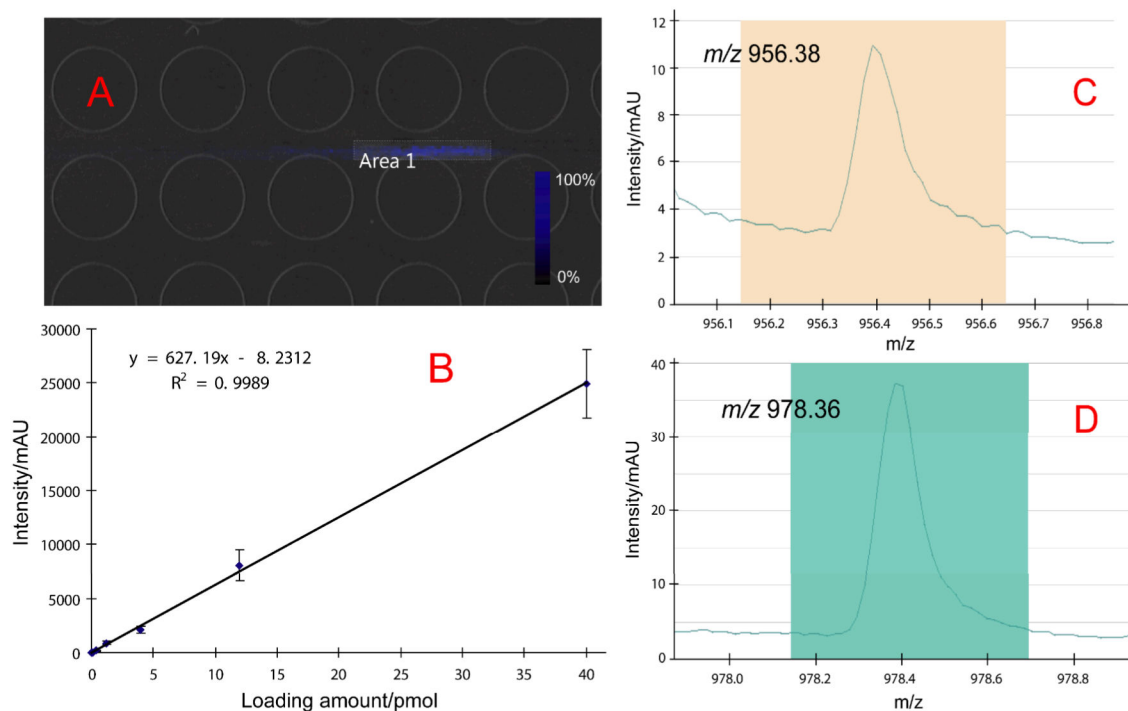 A
Area 1
100%
0%
B
y = 627. 19x - 8.2312
R² = 0. 9989
Intensity/mAU
30000
25000
20000
15000
10000
5000
0
0 5 10 15 20 25 30 35 40
Loading amount/pmol
C
m/z 956.38
Intensity/mAU
12
10
8
6
4
2
0
956.1 956.2 956.3 956.4 956.5 956.6 956.7 956.8
m/z
D
m/z 978.36
Intensity/mAU
40
30
20
10
0
978.0 978.2 978.4 978.6 978.8
m/z